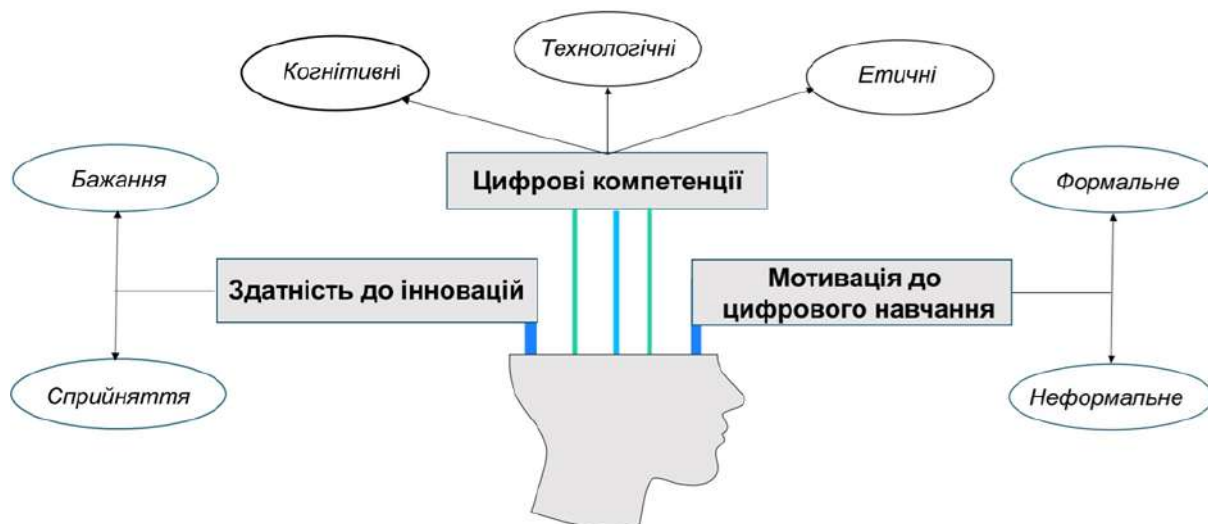 Технологічні
Когнітивні
Етичні
Бажання
Цифрові компетенції
Формальне
Здатність до інновацій
Мотивація до
цифрового навчання
Сприйняття
Неформальне